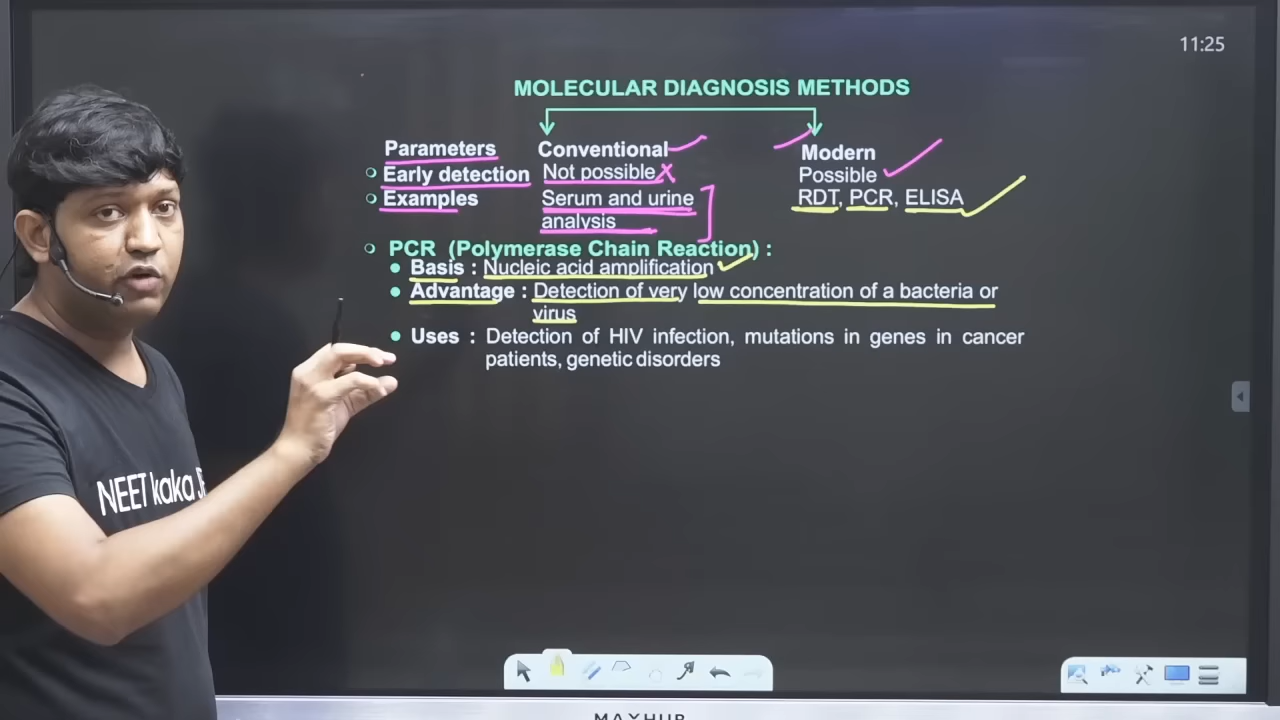 11:25
MOLECULAR DIAGNOSIS METHODS
Parameters Conventional Modern
Early detection Not possible Possible
Examples Serum and urine analysis RDT, PCR, ELISA
PCR (Polymerase Chain Reaction) :
Basis : Nucleic acid amplification
Advantage : Detection of very low concentration of a bacteria or
virus
Uses : Detection of HIV infection, mutations in genes in cancer
patients, genetic disorders
NEET kaka
MAXHUB